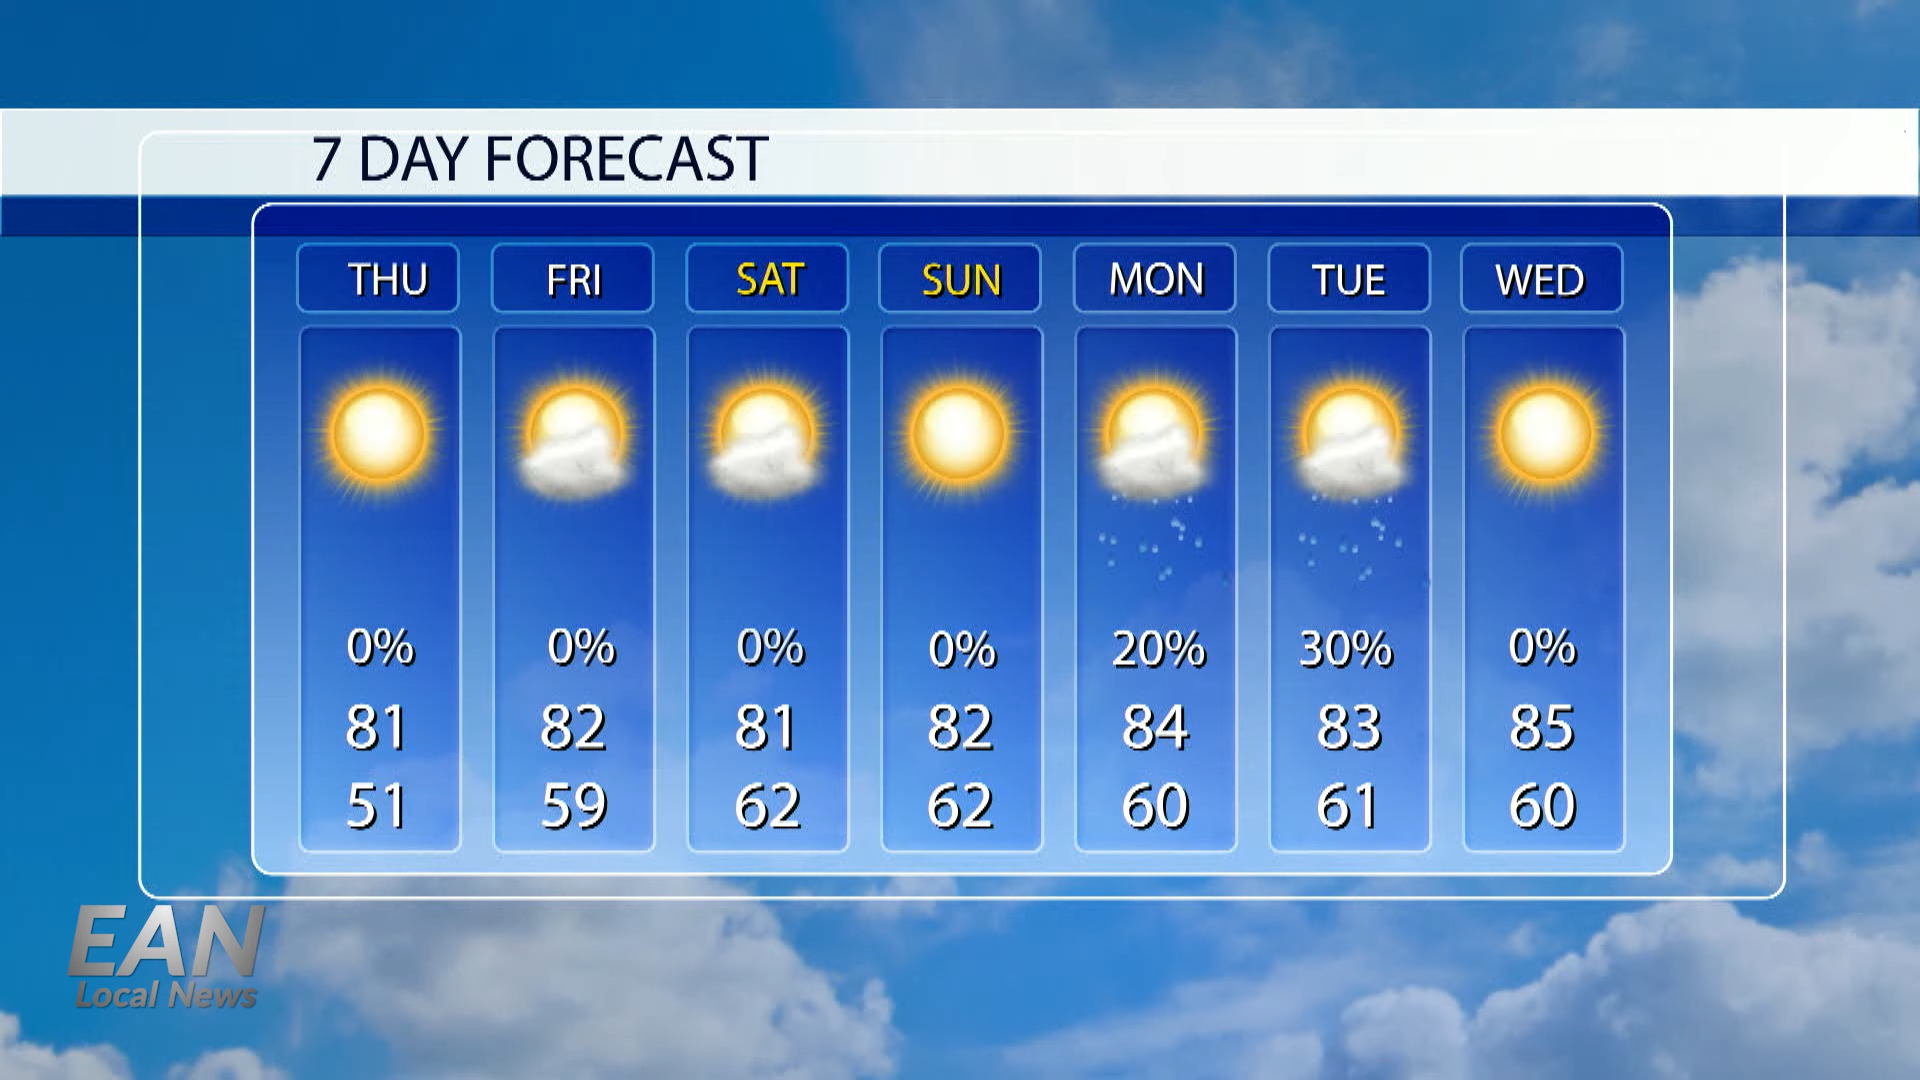 7 DAY FORECAST
THU FRI SAT SUN MON TUE WED
0% 0% 0% 0% 20% 30% 0%
81 82 81 82 84 83 85
51 59 62 62 60 61 60
EAN
Local News